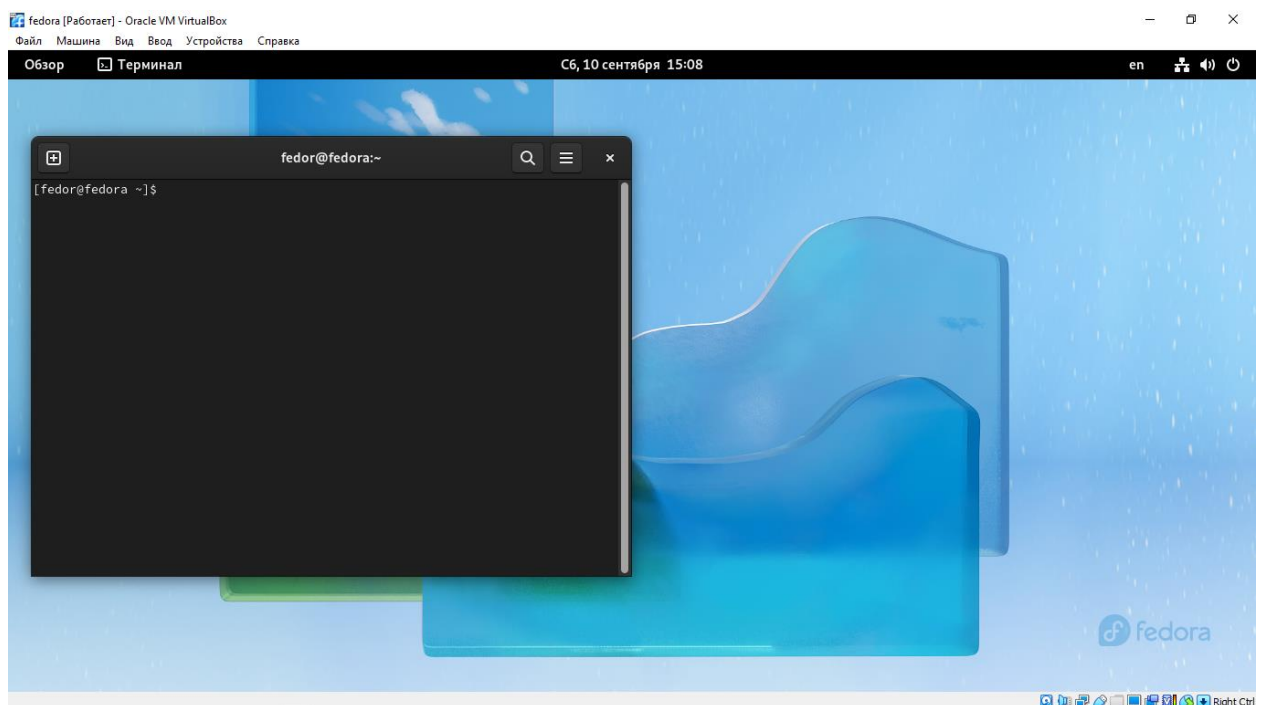 fedora [Работает] - Oracle VM VirtualBox
Файл Машина Вид Ввод Устройства Справка
Обзор Терминал Сб, 10 сентября 15:08 en
fedor@fedora:~
[fedor@fedora ~]$
fedora
Right Ctrl